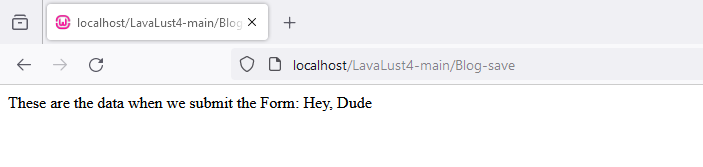 localhost/LavaLust4-main/Blog
localhost/LavaLust4-main/Blog-save
These are the data when we submit the Form: Hey, Dude